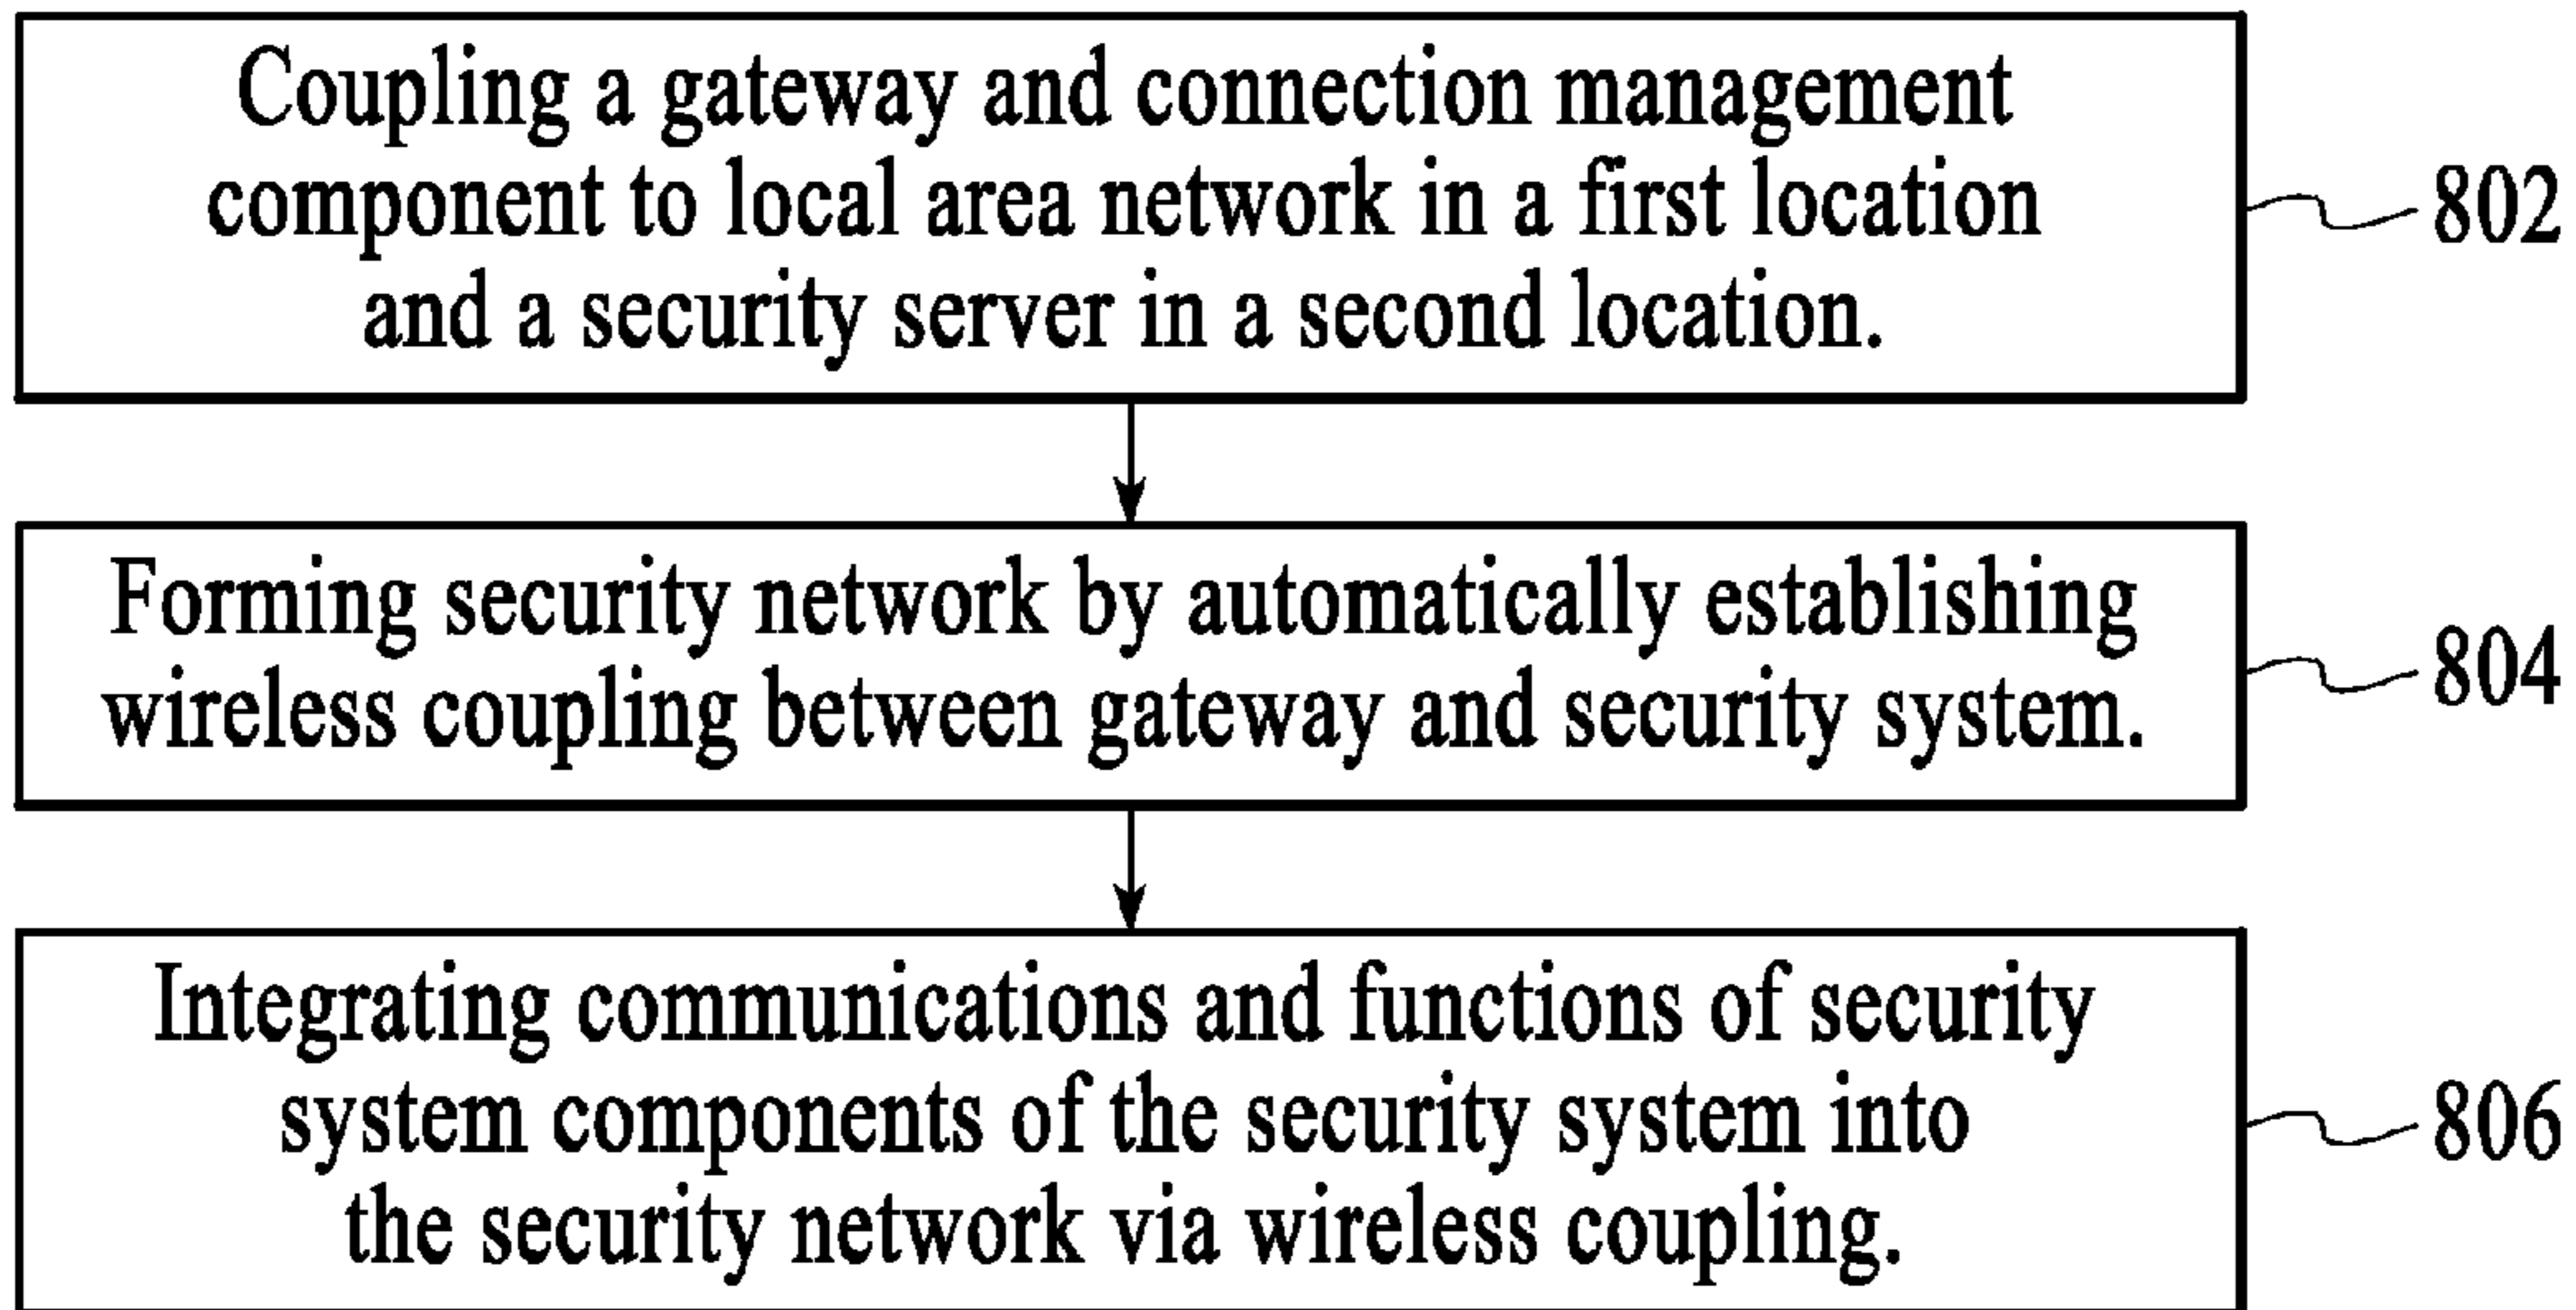 Coupling a gateway and connection management
component to local area network in a first location
and a security server in a second location.
802
Forming security network by automatically establishing
wireless coupling between gateway and security system.
804
Integrating communications and functions of security
system components of the security system into
the security network via wireless coupling.
806